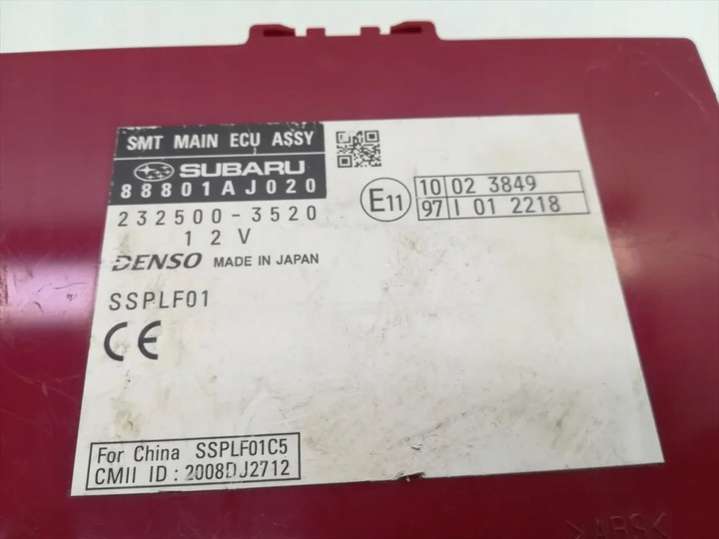 SMT MAIN ECU ASSY
SUBARU
88801AJ020
232500-3520
12V
DENSO MADE IN JAPAN
SSPLF01
CE
E11
10 02 3849
97 I 01 2218
For China SSPLF01C5
CMII ID : 2008DJ2712
>ABS<